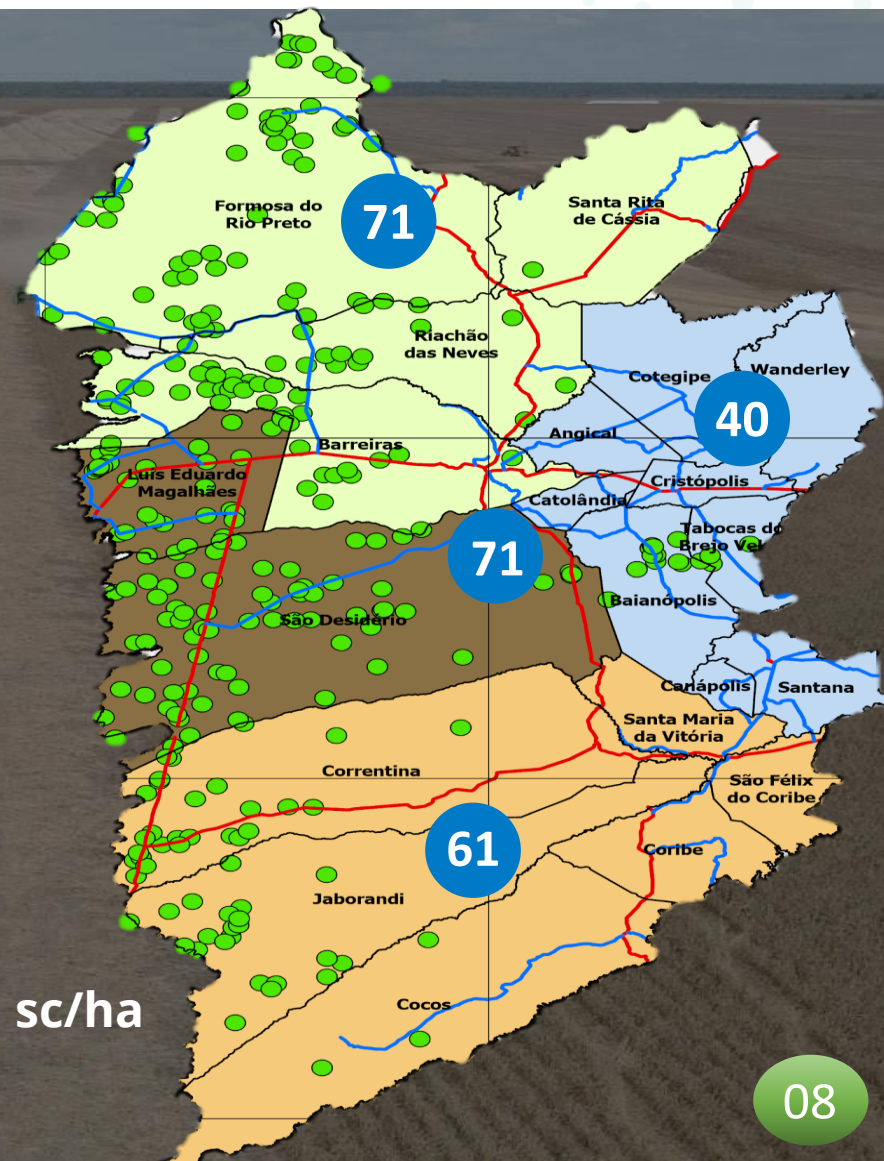 Formosa do
Rio Preto
71
Santa Rita
de Cássia
Riachão
das Neves
Cotegipe
Wanderley
40
Angical
Barreiras
Luís Eduardo
Magalhães
Cristópolis
Catolândia
Tabocas do
Brejo Vel
71
Baianópolis
São Desidério
Canápolis
Santana
Santa Maria
da Vitória
Correntina
São Félix
do Coribe
61
Coribe
Jaborandi
sc/ha
Cocos
08